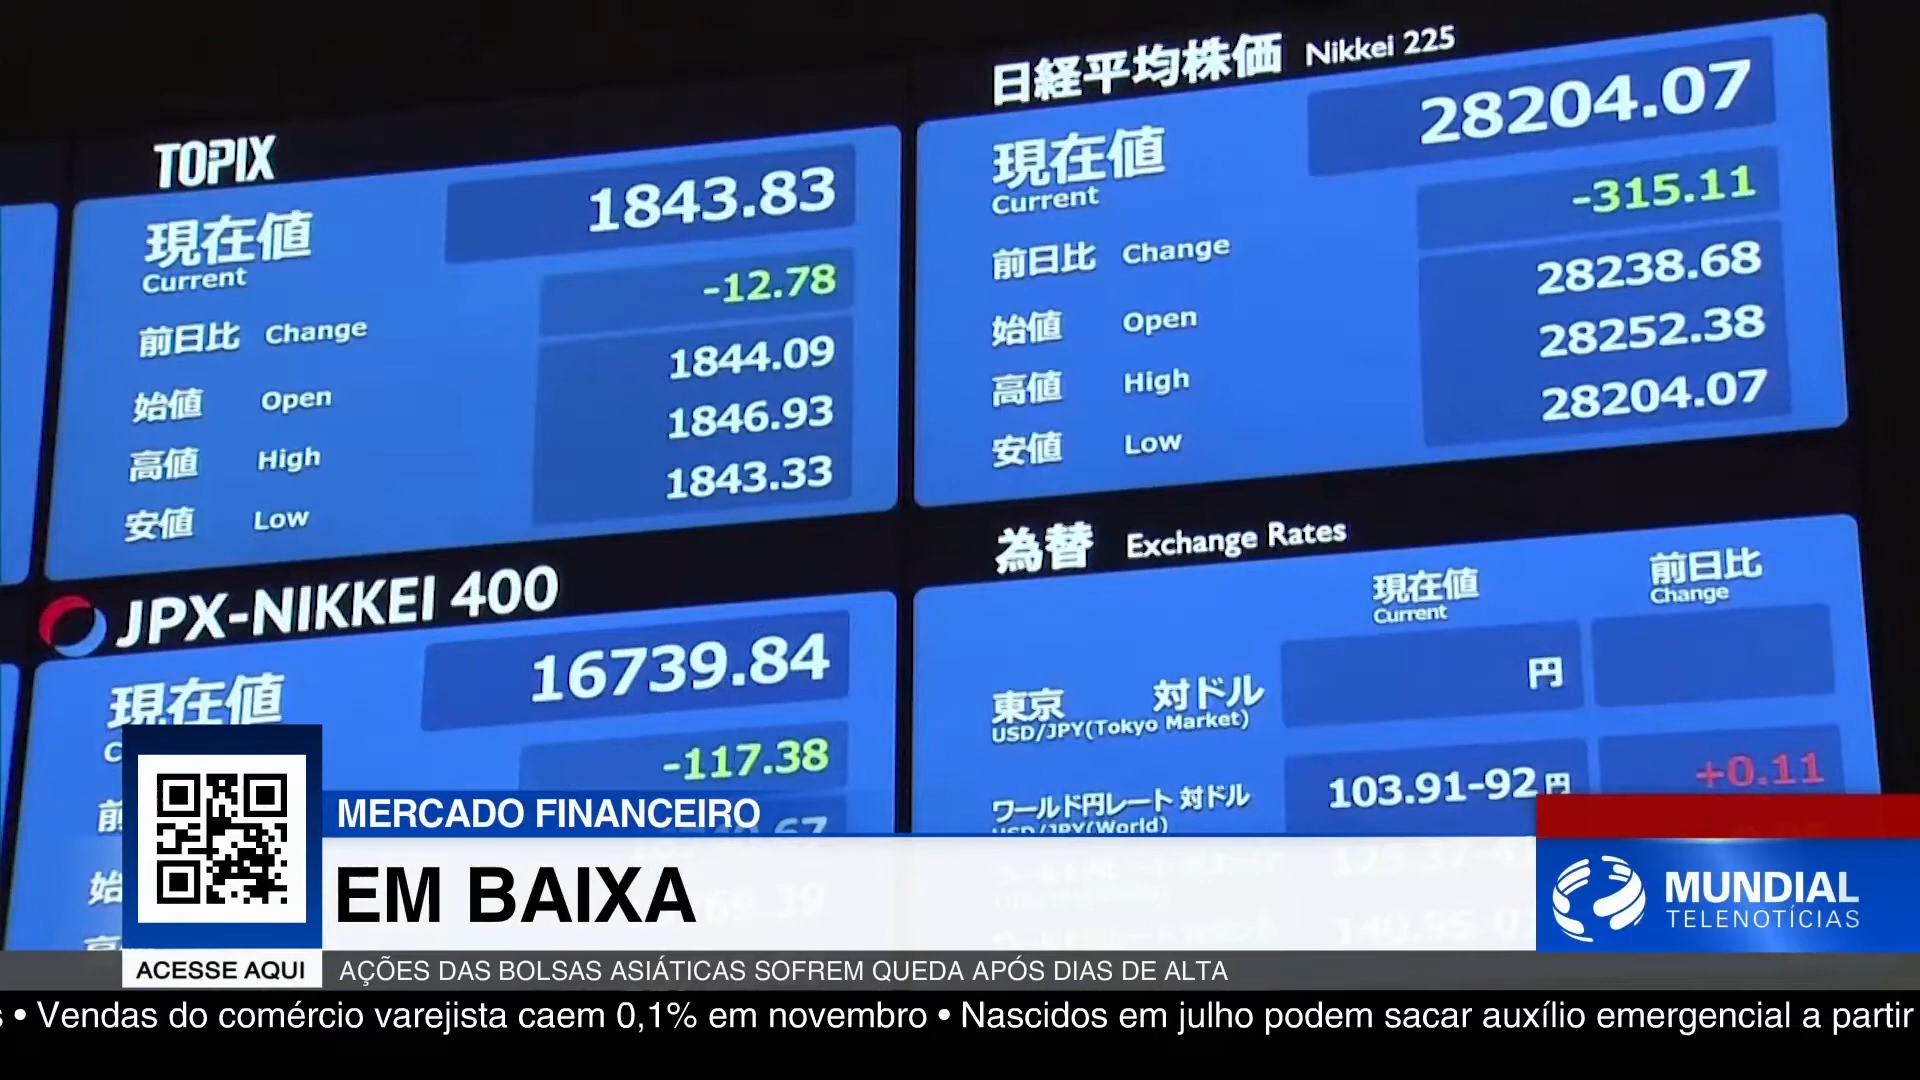 TOPIX
現在値
Current
1843.83
前日比 Change
-12.78
始値 Open
1844.09
高値 High
1846.93
安値 Low
1843.33
日経平均株価 Nikkei 225
現在値
Current
28204.07
前日比 Change
-315.11
始値 Open
28238.68
高値 High
28252.38
安値 Low
28204.07
JPX-NIKKEI 400
現在値
16739.84
-117.38
為替 Exchange Rates
現在値
Current
前日比
Change
東京 対ドル
USD/JPY(Tokyo Market)
円
ワールド円レート 対ドル
USD/JPY(World)
103.91-92円
+0.11
MERCADO FINANCEIRO
EM BAIXA
MUNDIAL
TELENOTÍCIAS
ACESSE AQUI
AÇÕES DAS BOLSAS ASIÁTICAS SOFREM QUEDA APÓS DIAS DE ALTA
• Vendas do comércio varejista caem 0,1% em novembro • Nascidos em julho podem sacar auxílio emergencial a partir